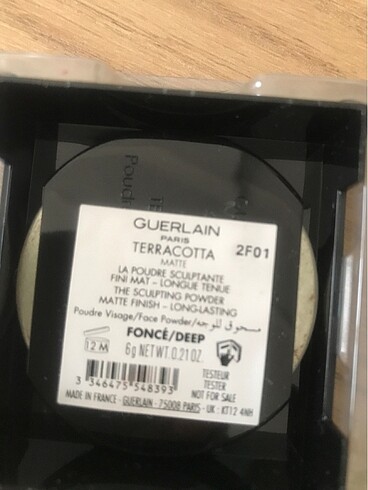 Poudr
GUERLAIN
PARIS
TERRACOTTA 2F01
MATTE
LA POUDRE SCULPTANTE
FINI MAT - LONGUE TENUE
THE SCULPTING POWDER
MATTE FINISH - LONG-LASTING
Poudre Visage/Face Powder/مسحوق للوجه
FONCÉ/DEEP
12 M
6g NET WT. 0.21 OZ.
3 346475 548393
TESTEUR
TESTER
NOT FOR SALE
MADE IN FRANCE - GUERLAIN - 75008 PARIS - UK : KT12 4NH